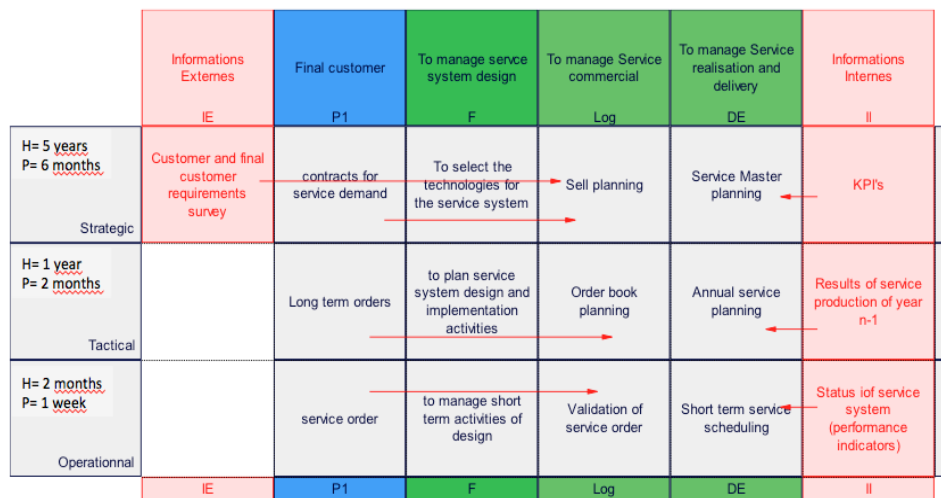 Informations
Externes
IE
Final customer
P1
To manage servce
system design
F
To manage Service
commercial
Log
To manage Service
realisation and
delivery
DE
Informations
Internes
II
H= 5 years
P= 6 months
Strategic
Customer and final
customer
requirements
survey
contracts for
service demand
To select the
technologies for
the service system
Sell planning
Service Master
planning
KPI's
H= 1 year
P= 2 months
Tactical
Long term orders
to plan service
system design and
implementation
activities
Order book
planning
Annual service
planning
Results of service
production of year
n-1
H= 2 months
P= 1 week
Operationnal
service order
to manage short
term activities of
design
Validation of
service order
Short term service
scheduling
Status iof service
system
(performance
indicators)
IE
P1
F
Log
DE
II